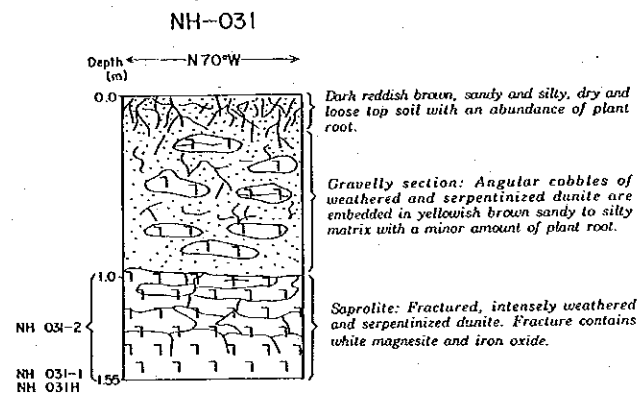 NH-031
Depth
(m)
N70°W
0.0
Dark reddish brown, sandy and silty, dry and
loose top soil with an abundance of plant
root.
Gravelly section: Angular cobbles of
weathered and serpentinized dunite are
embedded in yellowish brown sandy to silty
matrix with a minor amount of plant root.
1.0
Saprolite: Fractured, intensely weathered
and serpentinized dunite. Fracture contains
white magnesite and iron oxide.
NH 031-2
NH 031-1
NH 031H
1.55